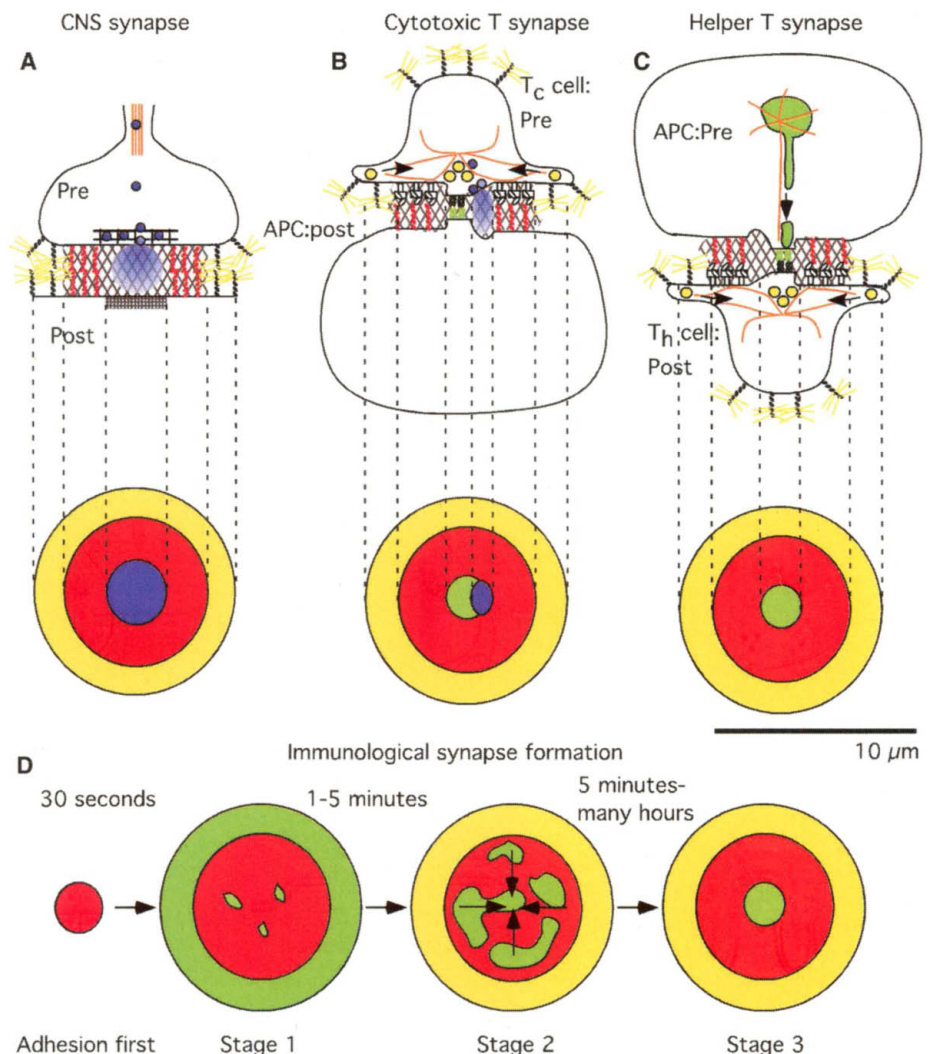 CNS synapse
Cytotoxic T synapse
Helper T synapse
A
B
C
Pre
Post
Tc cell:
Pre
APC:post
APC:Pre
Th cell:
Post
10 µm
D
Immunological synapse formation
30 seconds
1-5 minutes
5 minutes-
many hours
Adhesion first
Stage 1
Stage 2
Stage 3